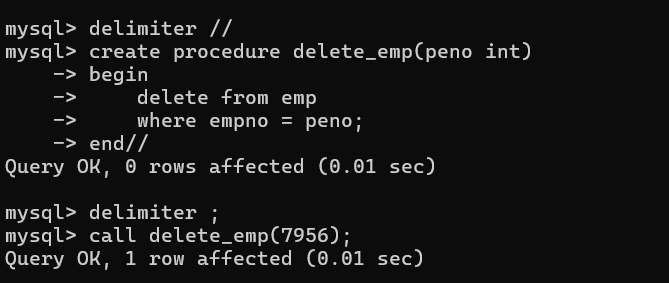 mysql> delimiter //
mysql> create procedure delete_emp(peno int)
    -> begin
    ->     delete from emp
    ->     where empno = peno;
    -> end//
Query OK, 0 rows affected (0.01 sec)

mysql> delimiter ;
mysql> call delete_emp(7956);
Query OK, 1 row affected (0.01 sec)